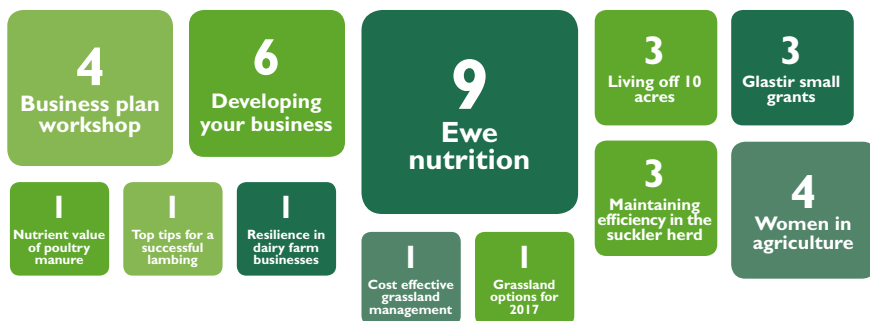 4
Business plan
workshop
6
Developing
your business
9
Ewe
nutrition
3
Living off 10
acres
3
Glastir small
grants
1
Nutrient value
of poultry
manure
1
Top tips for a
successful
lambing
1
Resilience in
dairy farm
businesses
1
Cost effective
grassland
management
1
Grassland
options for
2017
3
Maintaining
efficiency in the
suckler herd
4
Women in
agriculture